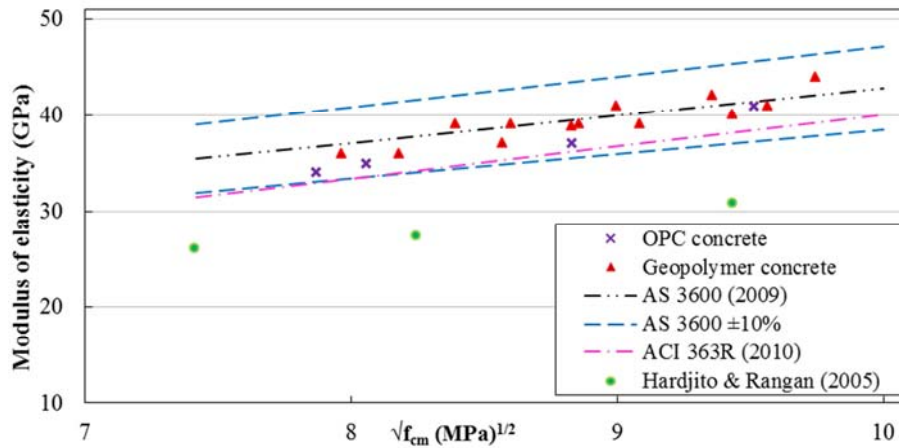 50
40
30
20
10
Modulus of elasticity (GPa)
OPC concrete
Geopolymer concrete
AS 3600 (2009)
AS 3600 ±10%
ACI 363R (2010)
Hardjito & Rangan (2005)
7 8 9 10
√f_cm (MPa)^1/2